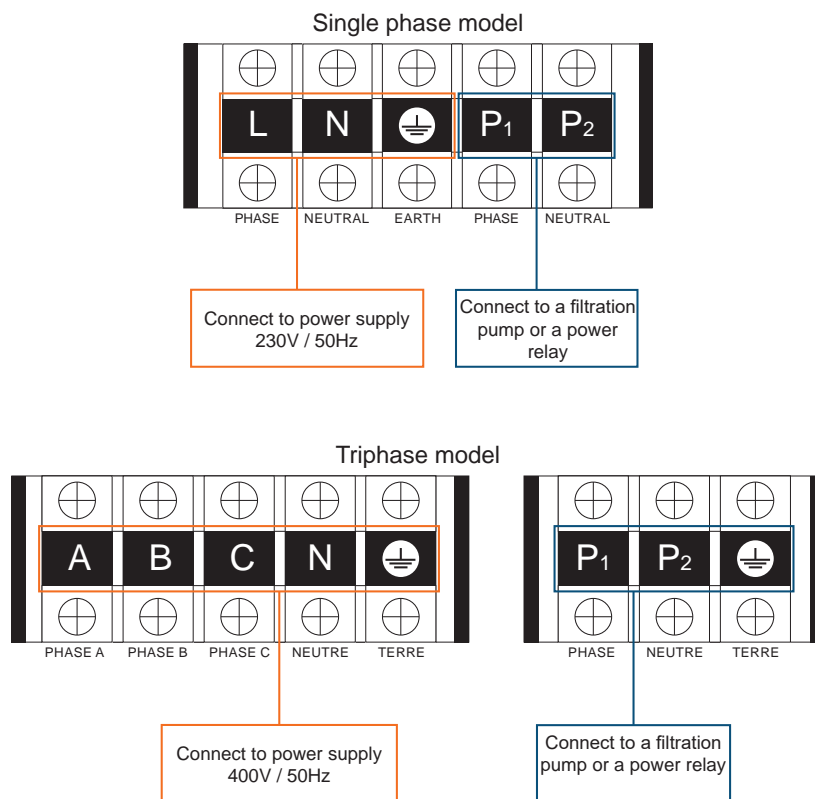 Single phase model
L N P1 P2
PHASE NEUTRAL EARTH PHASE NEUTRAL
Connect to power supply
230V / 50Hz
Connect to a filtration
pump or a power
relay
Triphase model
A B C N P1 P2
PHASE A PHASE B PHASE C NEUTRE TERRE PHASE NEUTRE TERRE
Connect to power supply
400V / 50Hz
Connect to a filtration
pump or a power relay